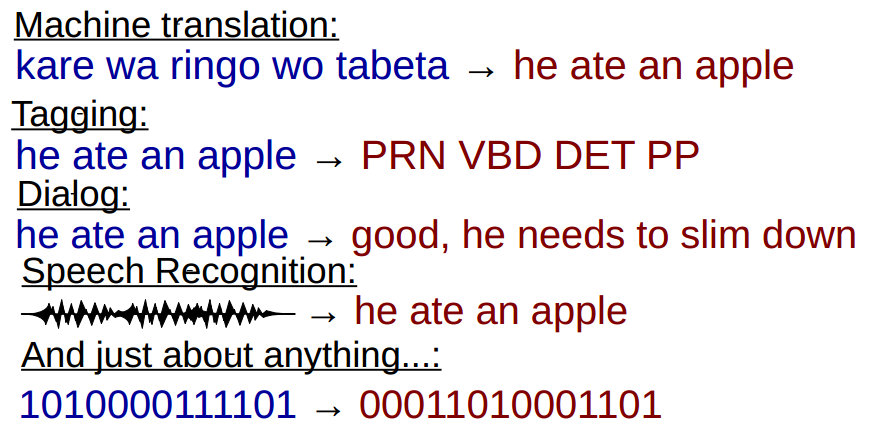 Machine translation:
kare wa ringo wo tabeta → he ate an apple
Tagging:
he ate an apple → PRN VBD DET PP
Dialog:
he ate an apple → good, he needs to slim down
Speech Recognition:
→ he ate an apple
And just about anything...:
1010000111101 → 00011010001101